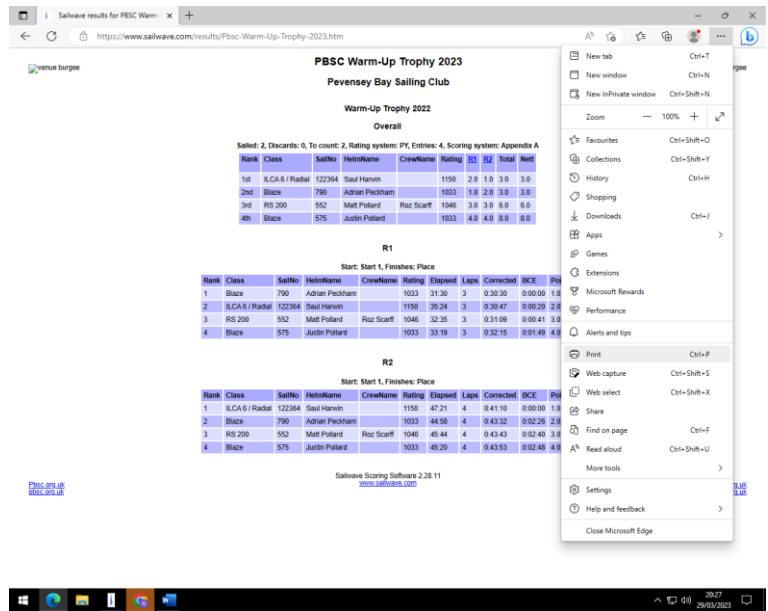 Sailwave results for PBSC Warm-
https://www.sailwave.com/results/Pbsc-Warm-Up-Trophy-2023.htm
venue burgee
rgee
PBSC Warm-Up Trophy 2023
Pevensey Bay Sailing Club
Warm-Up Trophy 2022
Overall
Sailed: 2, Discards: 0, To count: 2, Rating system: PY, Entries: 4, Scoring system: Appendix A
Rank Class SailNo HelmName CrewName Rating R1 R2 Total Nett
1st ILCA 6 / Radial 122364 Saul Harwin 1150 2.0 1.0 3.0 3.0
2nd Blaze 790 Adrian Peckham 1033 1.0 2.0 3.0 3.0
3rd RS 200 552 Matt Pollard Roz Scarff 1046 3.0 3.0 6.0 6.0
4th Blaze 575 Justin Pollard 1033 4.0 4.0 8.0 8.0
R1
Start: Start 1, Finishes: Place
Rank Class SailNo HelmName CrewName Rating Elapsed Laps Corrected BCE Poi
1 Blaze 790 Adrian Peckham 1033 31:30 3 0:30:30 0:00:00 1.0
2 ILCA 6 / Radial 122364 Saul Harwin 1150 35:24 3 0:30:47 0:00:20 2.0
3 RS 200 552 Matt Pollard Roz Scarff 1046 32:35 3 0:31:09 0:00:41 3.0
4 Blaze 575 Justin Pollard 1033 33:19 3 0:32:15 0:01:49 4.0
R2
Start: Start 1, Finishes: Place
Rank Class SailNo HelmName CrewName Rating Elapsed Laps Corrected BCE Poi
1 ILCA 6 / Radial 122364 Saul Harwin 1150 47:21 4 0:41:10 0:00:00 1.0
2 Blaze 790 Adrian Peckham 1033 44:58 4 0:43:32 0:02:26 2.0
3 RS 200 552 Matt Pollard Roz Scarff 1046 45:44 4 0:43:43 0:02:40 3.0
4 Blaze 575 Justin Pollard 1033 45:20 4 0:43:53 0:02:48 4.0
Sailwave Scoring Software 2.28.11
www.sailwave.com
Pbsc.org.uk
pbsc.org.uk
New tab Ctrl+T
New window Ctrl+N
New InPrivate window Ctrl+Shift+N
Zoom 100%
Favourites Ctrl+Shift+O
Collections Ctrl+Shift+Y
History Ctrl+H
Shopping
Downloads Ctrl+J
Apps
Games
Extensions
Microsoft Rewards
Performance
Alerts and tips
Print Ctrl+P
Web capture Ctrl+Shift+S
Web select Ctrl+Shift+X
Share
Find on page Ctrl+F
Read aloud Ctrl+Shift+U
More tools
Settings
Help and feedback
Close Microsoft Edge
20:27
29/03/2023